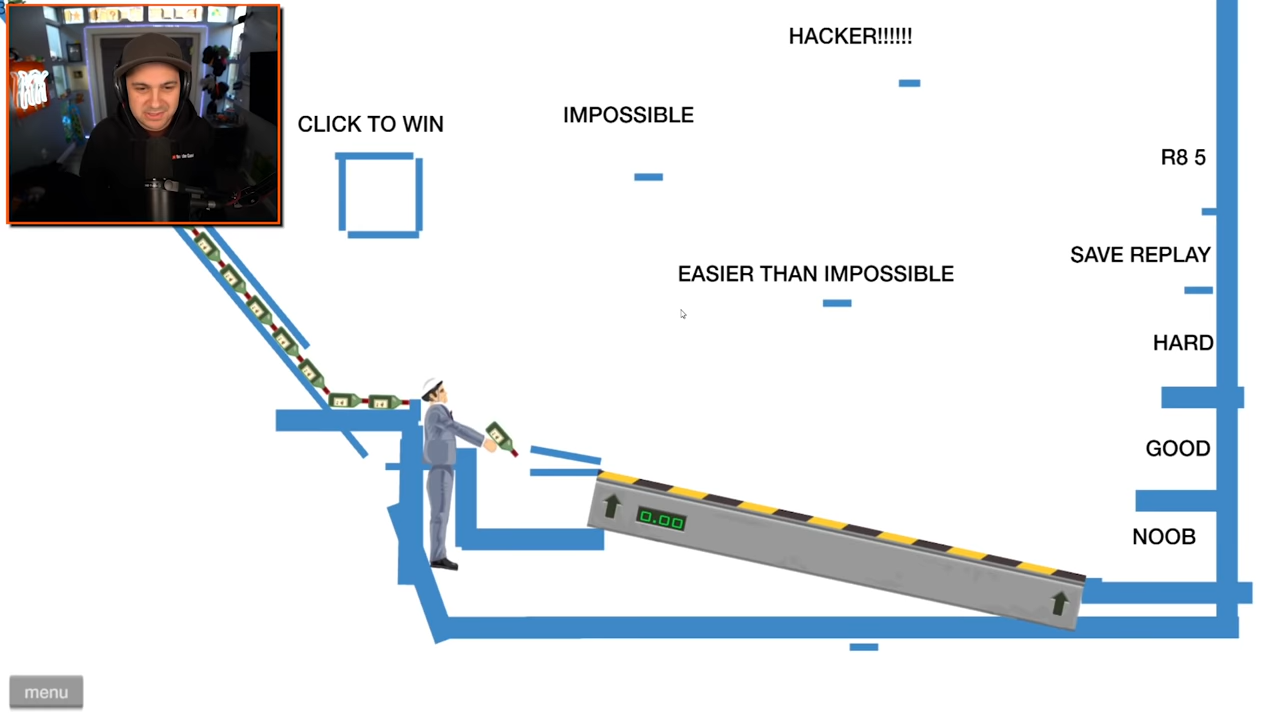 HACKER!!!!!!
IMPOSSIBLE
CLICK TO WIN
R8 5
SAVE REPLAY
EASIER THAN IMPOSSIBLE
HARD
GOOD
0.00
NOOB
menu